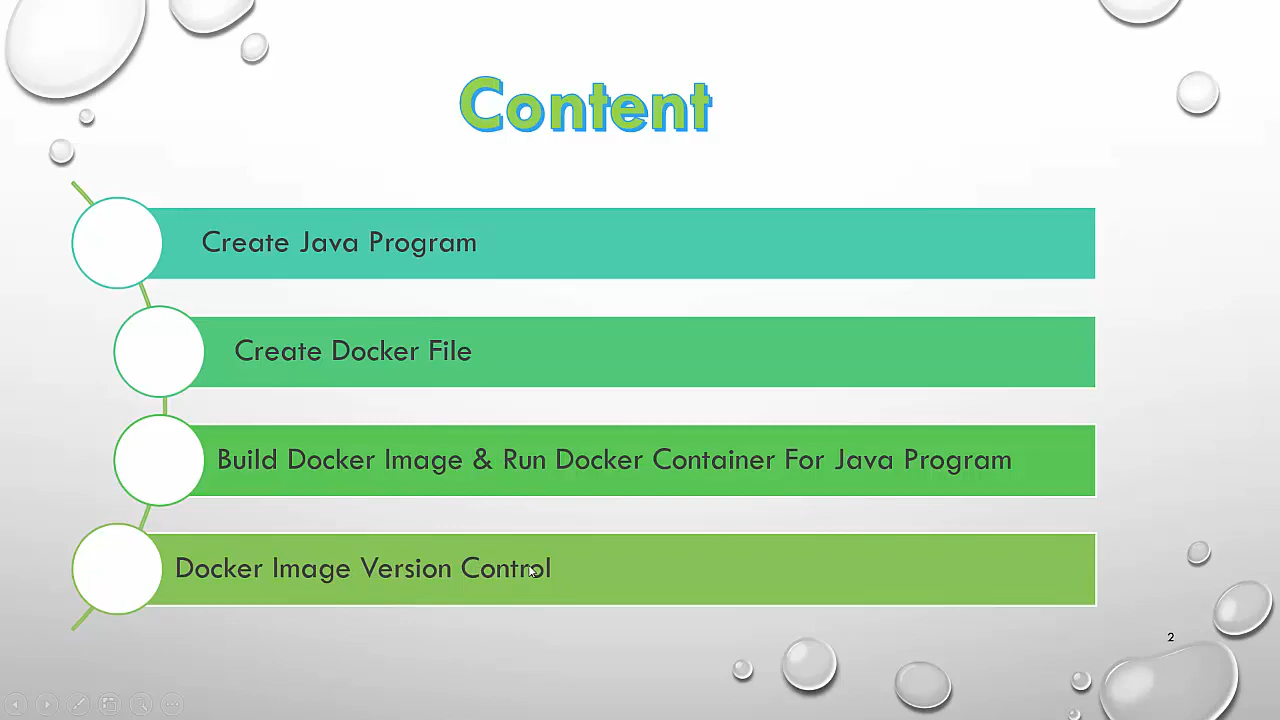 Content
Create Java Program
Create Docker File
Build Docker Image & Run Docker Container For Java Program
Docker Image Version Control
2